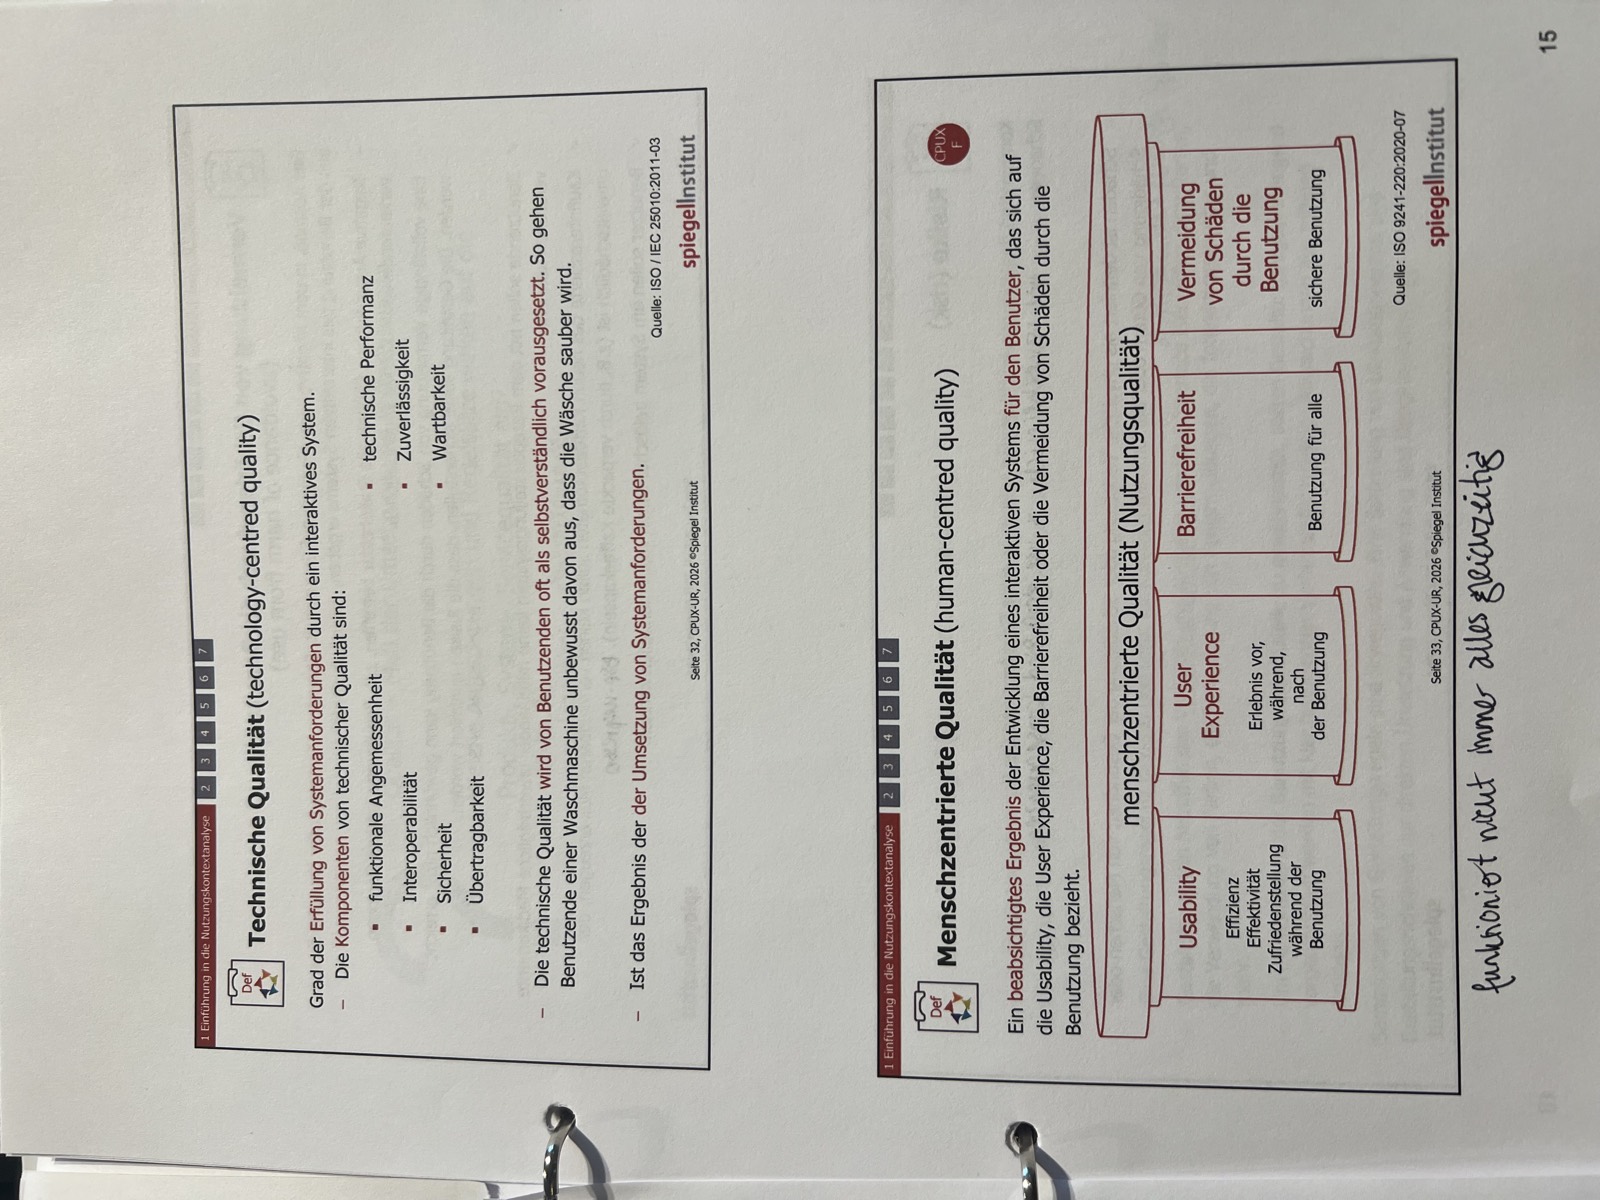 1 Einführung in die Nutzungskontextanalyse 2 3 4 5 6 7
Def
Technische Qualität (technology-centred quality)
Grad der Erfüllung von Systemanforderungen durch ein interaktives System.
– Die Komponenten von technischer Qualität sind:
▪ funktionale Angemessenheit
▪ Interoperabilität
▪ Sicherheit
▪ Übertragbarkeit
▪ technische Performanz
▪ Zuverlässigkeit
▪ Wartbarkeit
– Die technische Qualität wird von Benutzenden oft als selbstverständlich vorausgesetzt. So gehen
Benutzende einer Waschmaschine unbewusst davon aus, dass die Wäsche sauber wird.
– Ist das Ergebnis der der Umsetzung von Systemanforderungen.
Quelle: ISO / IEC 25010:2011-03
Seite 32, CPUX-UR, 2026 ©Spiegel Institut
spiegelInstitut
1 Einführung in die Nutzungskontextanalyse 2 3 4 5 6 7
Def
Menschzentrierte Qualität (human-centred quality)
CPUX
F
Ein beabsichtigtes Ergebnis der Entwicklung eines interaktiven Systems für den Benutzer, das sich auf
die Usability, die User Experience, die Barrierefreiheit oder die Vermeidung von Schäden durch die
Benutzung bezieht.
menschzentrierte Qualität (Nutzungsqualität)
Usability
Effizienz
Effektivität
Zufriedenstellung
während der
Benutzung
User
Experience
Erlebnis vor,
während,
nach
der Benutzung
Barrierefreiheit
Benutzung für alle
Vermeidung
von Schäden
durch die
Benutzung
sichere Benutzung
Quelle: ISO 9241-220:2020-07
Seite 33, CPUX-UR, 2026 ©Spiegel Institut
spiegelInstitut
funktioniert nicht immer alles gleichzeitig
15